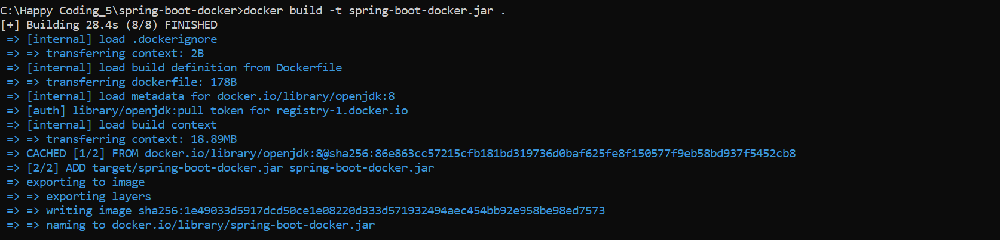 C:\Happy Coding_5\spring-boot-docker>docker build -t spring-boot-docker.jar .
[+] Building 28.4s (8/8) FINISHED
=> [internal] load .dockerignore
=> => transferring context: 2B
=> [internal] load build definition from Dockerfile
=> => transferring dockerfile: 178B
=> [internal] load metadata for docker.io/library/openjdk:8
=> [auth] library/openjdk:pull token for registry-1.docker.io
=> [internal] load build context
=> => transferring context: 18.89MB
=> CACHED [1/2] FROM docker.io/library/openjdk:8@sha256:86e863cc57215cfb181bd319736d0baf625fe8f150577f9eb58bd937f5452cb8
=> [2/2] ADD target/spring-boot-docker.jar spring-boot-docker.jar
=> exporting to image
=> => exporting layers
=> => writing image sha256:1e49033d5917dcd50ce1e08220d333d571932494aec454bb92e958be98ed7573
=> => naming to docker.io/library/spring-boot-docker.jar